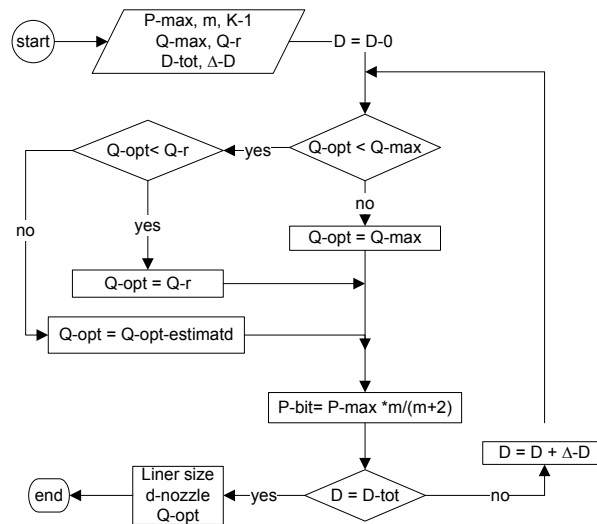 start
P-max, m, K-1
Q-max, Q-r
D-tot, Δ-D
D = D-0
Q-opt< Q-r
yes
Q-opt < Q-max
no
yes
no
Q-opt = Q-max
Q-opt = Q-r
Q-opt = Q-opt-estimatd
P-bit= P-max *m/(m+2)
D = D + Δ-D
end
Liner size
d-nozzle
Q-opt
yes
D = D-tot
no